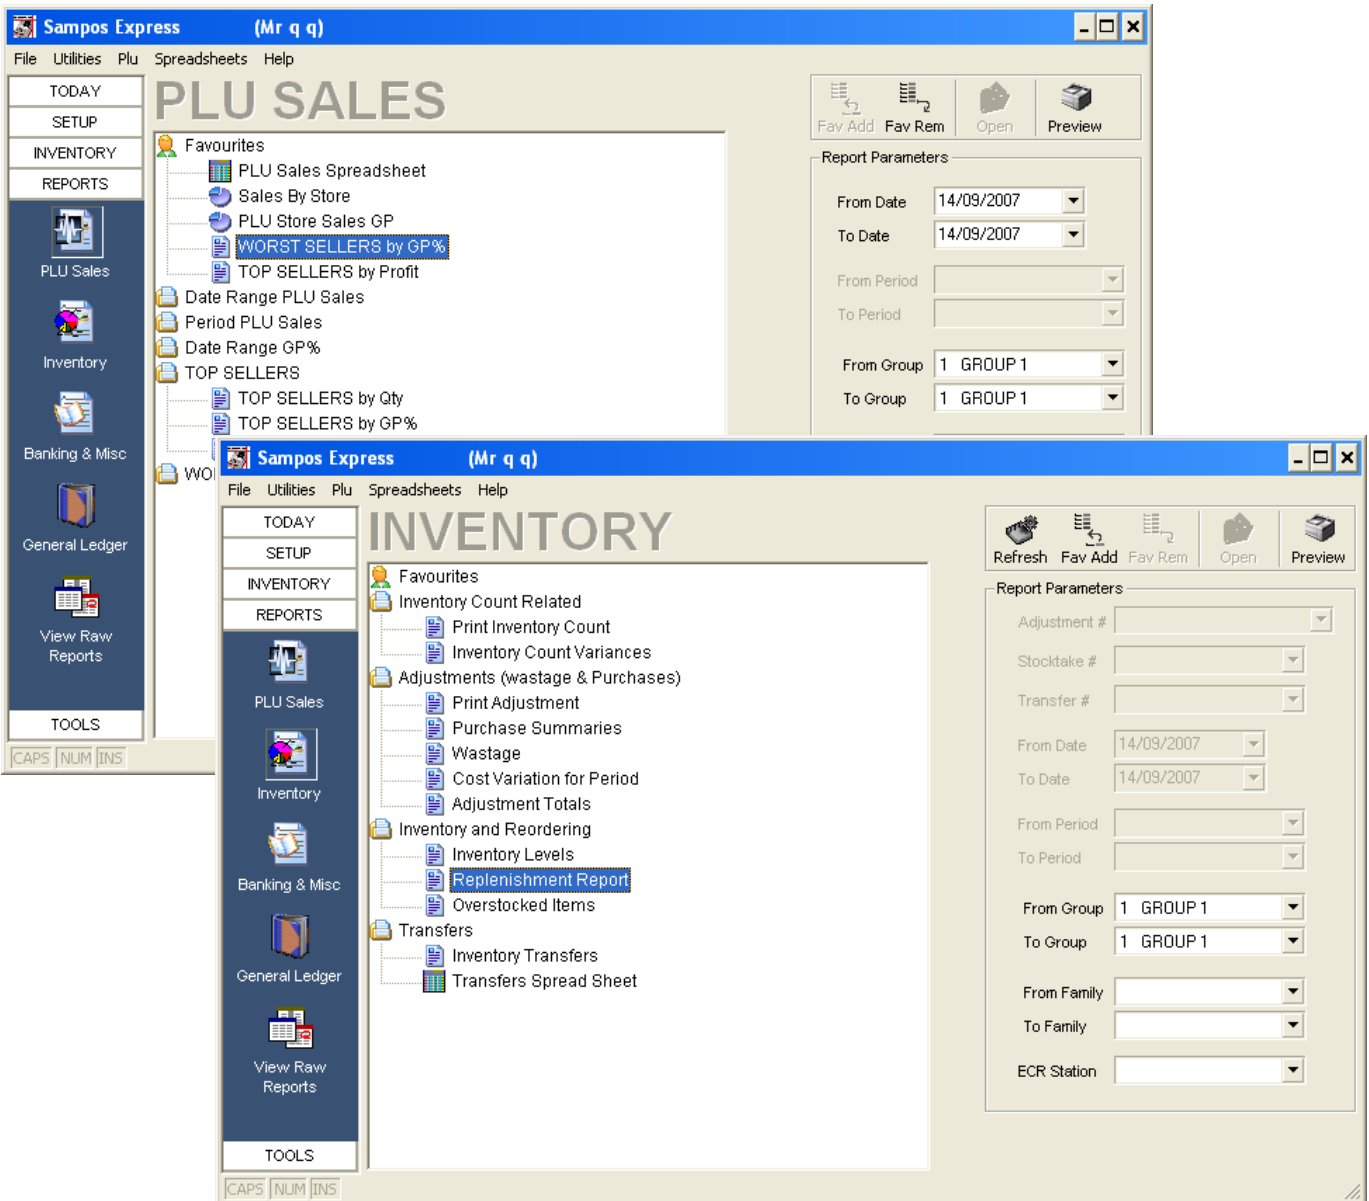 Sampos Express (Mr q q)
File Utilities Plu Spreadsheets Help
TODAY
SETUP
INVENTORY
REPORTS
PLU Sales
Inventory
Banking & Misc
General Ledger
View Raw
Reports
TOOLS
CAPS NUM INS
PLU SALES
Favourites
PLU Sales Spreadsheet
Sales By Store
PLU Store Sales GP
WORST SELLERS by GP%
TOP SELLERS by Profit
Date Range PLU Sales
Period PLU Sales
Date Range GP%
TOP SELLERS
TOP SELLERS by Qty
TOP SELLERS by GP%
WO
Fav Add Fav Rem Open Preview
Report Parameters
From Date 14/09/2007
To Date 14/09/2007
From Period
To Period
From Group 1 GROUP 1
To Group 1 GROUP 1
Sampos Express (Mr q q)
File Utilities Plu Spreadsheets Help
TODAY
SETUP
INVENTORY
REPORTS
PLU Sales
Inventory
Banking & Misc
General Ledger
View Raw
Reports
TOOLS
CAPS NUM INS
INVENTORY
Favourites
Inventory Count Related
Print Inventory Count
Inventory Count Variances
Adjustments (wastage & Purchases)
Print Adjustment
Purchase Summaries
Wastage
Cost Variation for Period
Adjustment Totals
Inventory and Reordering
Inventory Levels
Replenishment Report
Overstocked Items
Transfers
Inventory Transfers
Transfers Spread Sheet
Refresh Fav Add Fav Rem Open Preview
Report Parameters
Adjustment #
Stocktake #
Transfer #
From Date 14/09/2007
To Date 14/09/2007
From Period
To Period
From Group 1 GROUP 1
To Group 1 GROUP 1
From Family
To Family
ECR Station